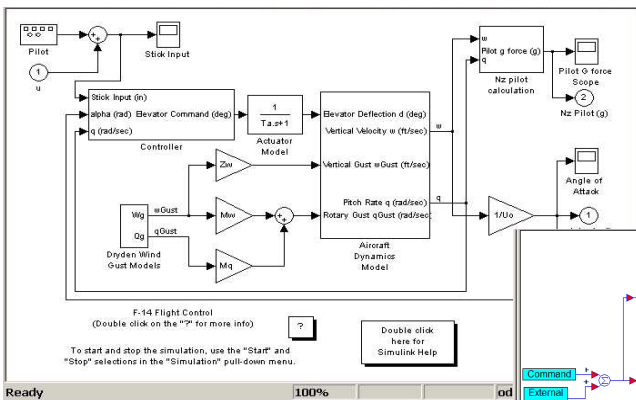 Pilot
1
u
Stick Input
Stick Input (in)
alpha (rad) Elevator Command (deg)
q (rad/sec)
Controller
1
Ta.s+1
Actuator
Model
Elevator Deflection d (deg)
Vertical Velocity w (ft/sec)
Vertical Gust wGust (ft/sec)
Pitch Rate q (rad/sec)
Rotary Gust qGust (rad/sec
Aircraft
Dynamics
Model
w
q
w
Pilot g force (g)
q
Nz pilot
calculation
Pilot G force
Scope
2
Nz Pilot (g)
Angle of
Attack
1/Uo
1
Zw
Mw
Mq
Wg
Qg
wGust
qGust
Dryden Wind
Gust Models
F-14 Flight Control
(Double click on the "?" for more info)
?
Double click
here for
Simulink Help
To start and stop the simulation, use the "Start" and
"Stop" selections in the "Simulation" pull-down menu.
Ready
100%
od
Command
External